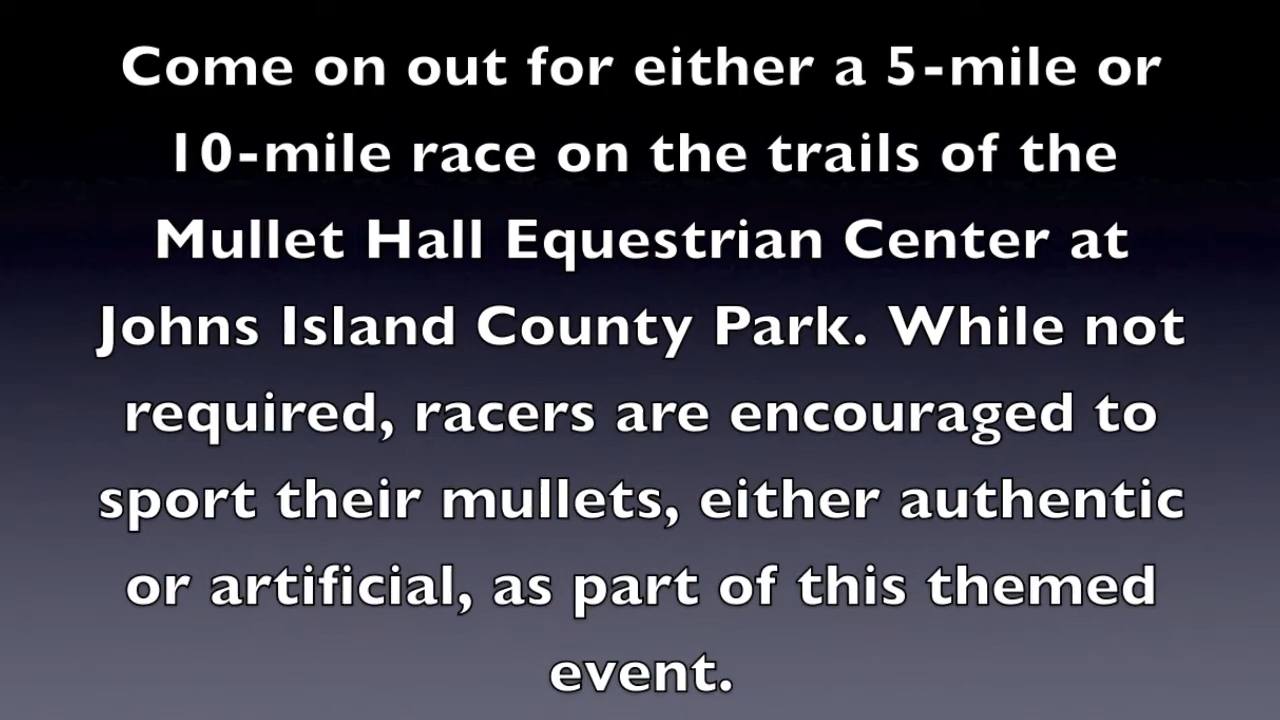 Come on out for either a 5-mile or
10-mile race on the trails of the
Mullet Hall Equestrian Center at
Johns Island County Park. While not
required, racers are encouraged to
sport their mullets, either authentic
or artificial, as part of this themed
event.